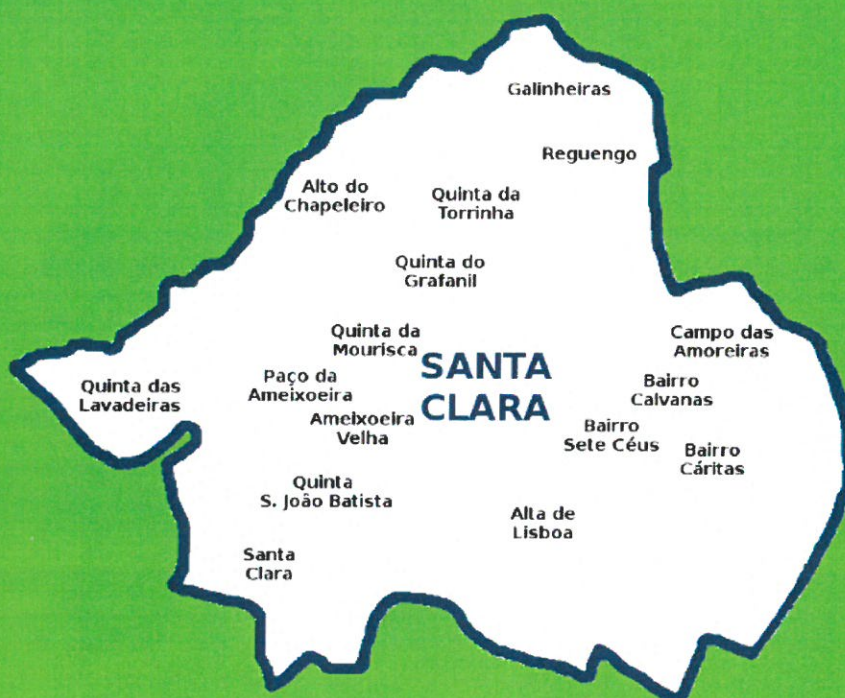 Galinheiras
Reguengo
Alto do
Chapeleiro
Quinta da
Torrinha
Quinta do
Grafanil
Quinta da
Mourisca
SANTA
CLARA
Campo das
Amoreiras
Quinta das
Lavadeiras
Paço da
Ameixoeira
Bairro
Calvanas
Ameixoeira
Velha
Bairro
Sete Céus
Bairro
Cáritas
Quinta
S. João Batista
Alta de
Lisboa
Santa
Clara